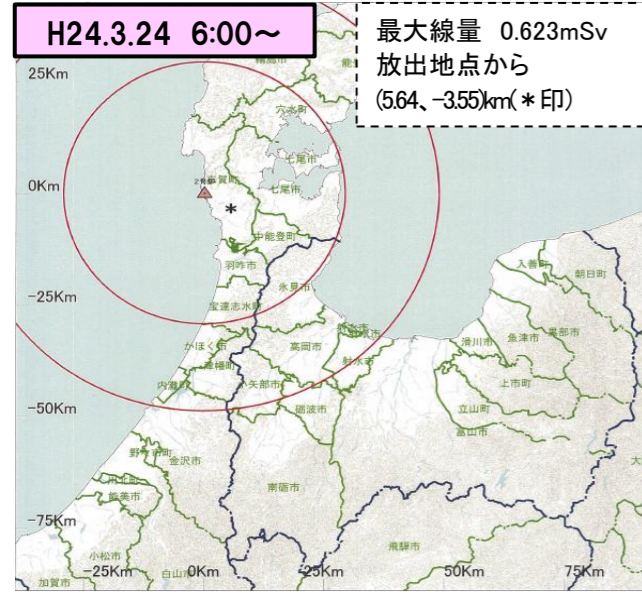 H24.3.24 6:00～
最大線量 0.623mSv
放出地点から
(5.64、-3.55)km(＊印)
25Km
穴水町
七尾市
0Km
七尾市
＊
中能登町
羽咋市
入善町
朝日町
氷見市
-25Km
宝達志水町
かほく市
高岡市
射水市
滑川市
魚津市
黒部市
津幡町
内灘町
小矢部市
上市町
-50Km
砺波市
立山町
富山市
野々市町
金沢市
能美市
南砺市
-75Km
飛騨市
小松市
白山市
加賀市
-25Km
0Km
25Km
50Km
75Km